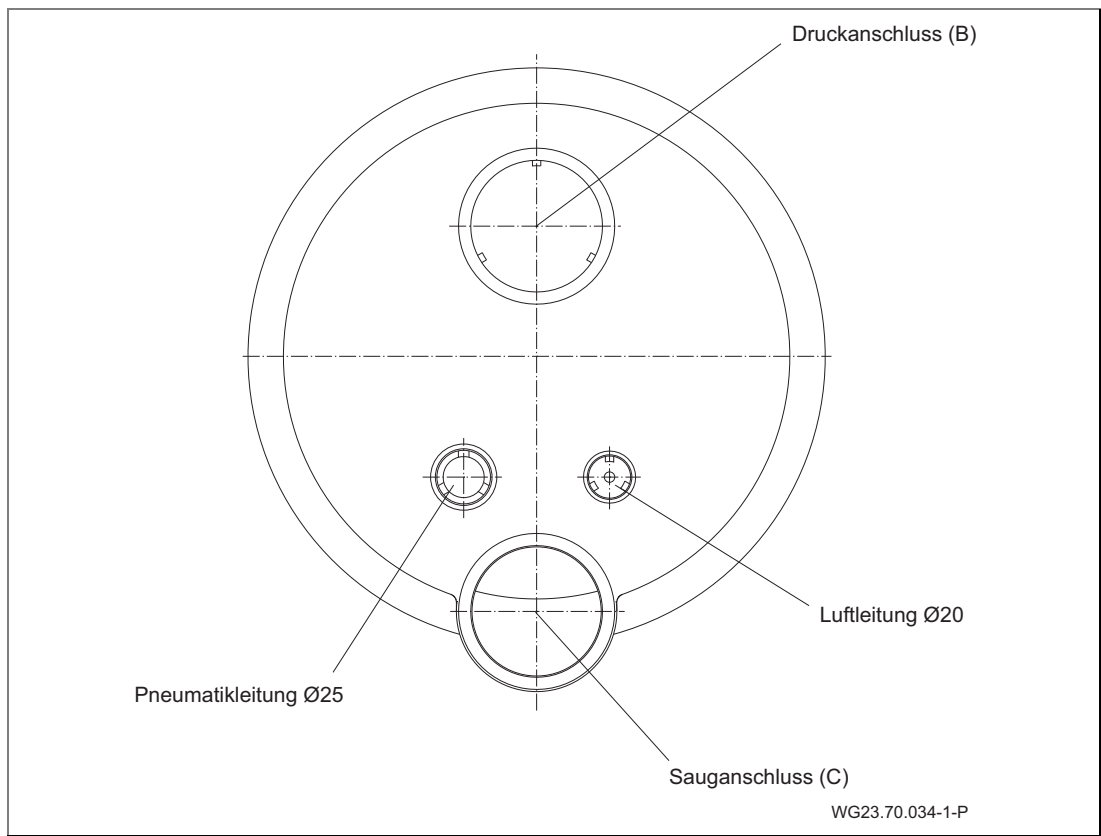 Druckanschluss (B)
Luftleitung Ø20
Pneumatikleitung Ø25
Sauganschluss (C)
WG23.70.034-1-P